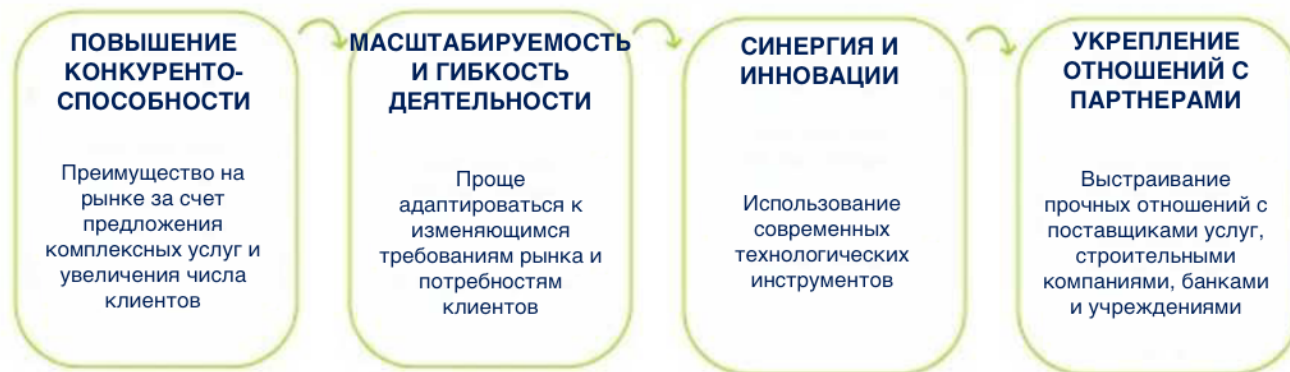 ПОВЫШЕНИЕ
КОНКУРЕНТО-
СПОСОБНОСТИ
Преимущество на
рынке за счет
предложения
комплексных услуг и
увеличения числа
клиентов
МАСШТАБИРУЕМОСТЬ
И ГИБКОСТЬ
ДЕЯТЕЛЬНОСТИ
Проще
адаптироваться к
изменяющимся
требованиям рынка и
потребностям
клиентов
СИНЕРГИЯ И
ИННОВАЦИИ
Использование
современных
технологических
инструментов
УКРЕПЛЕНИЕ
ОТНОШЕНИЙ С
ПАРТНЕРАМИ
Выстраивание
прочных отношений с
поставщиками услуг,
строительными
компаниями, банками
и учреждениями